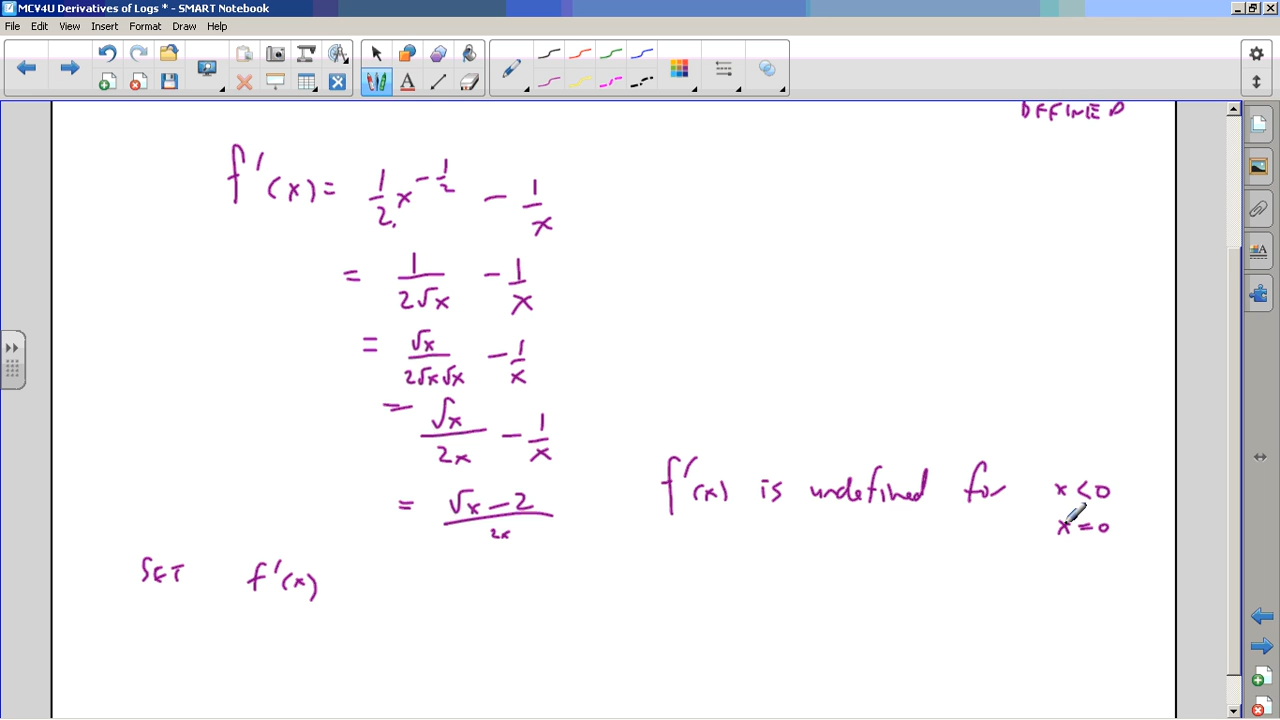 MCV4U Derivatives of Logs * - SMART Notebook
File Edit View Insert Format Draw Help
DEFINED
f'(x) = 1/2 x^(-1/2) - 1/x
= 1/(2√x) - 1/x
= √x/(2√x√x) - 1/x
= √x/(2x) - 1/x
= (√x - 2)/(2x)
f'(x) is undefined for x < 0
x = 0
SET f'(x)